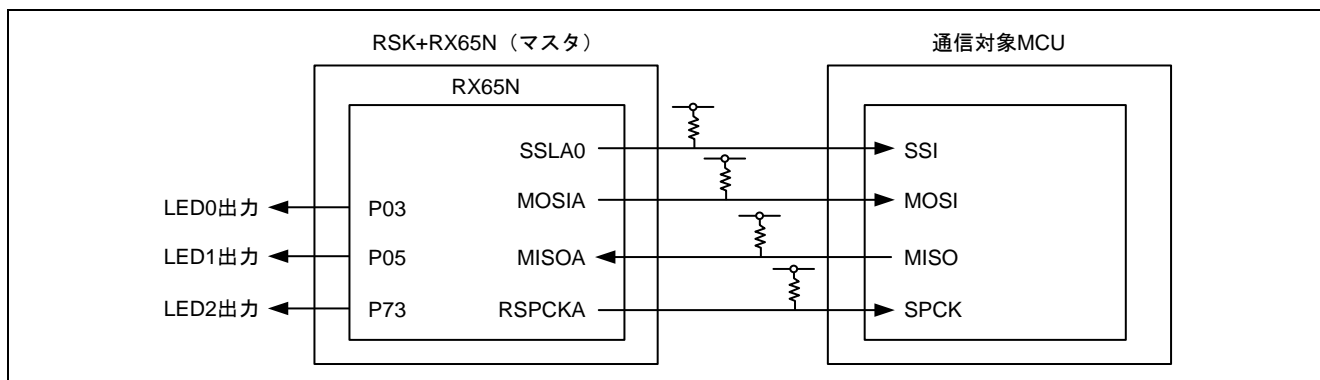 RSK+RX65N（マスタ）
通信対象MCU
RX65N
SSLA0
SSI
MOSIA
MOSI
LED0出力
P03
LED1出力
P05
MISOA
MISO
LED2出力
P73
RSPCKA
SPCK